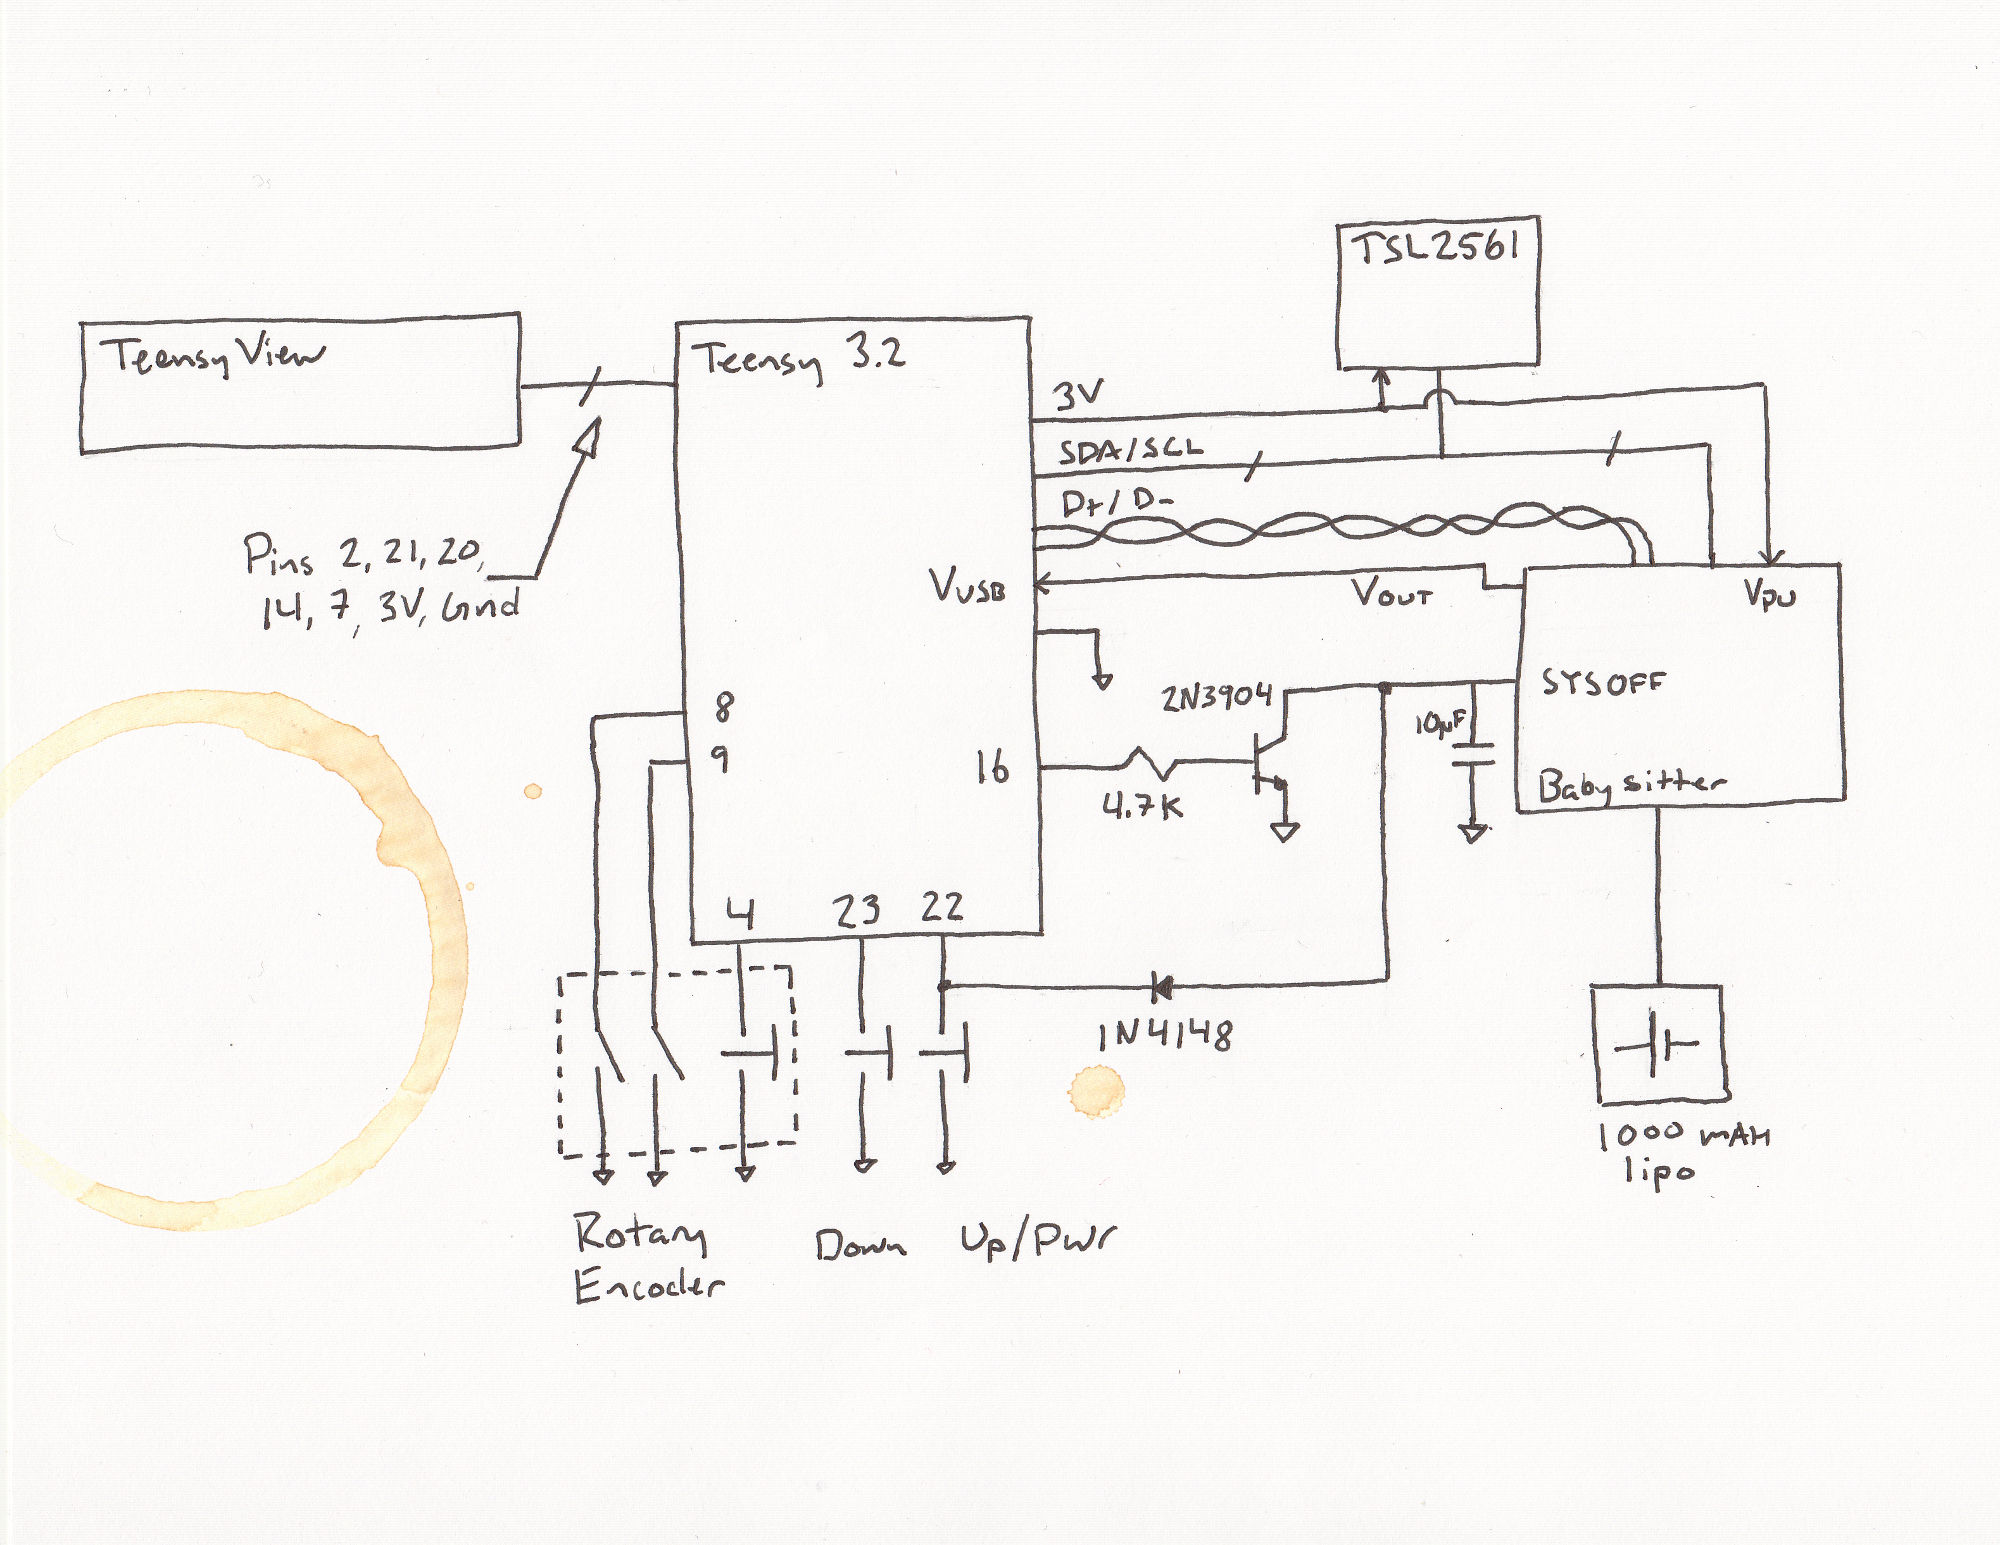 TSL2561
Teensy View
Teensy 3.2
3V
SDA/SCL
D+/D-
Pins 2, 21, 20,
14, 7, 3V, Gnd
VUSB
VOUT
VPU
8
9
2N3904
SYSOFF
10µF
16
4.7K
Babysitter
4
23
22
1N4148
1000 mAH
lipo
Rotary
Encoder
Down
Up/Pwr